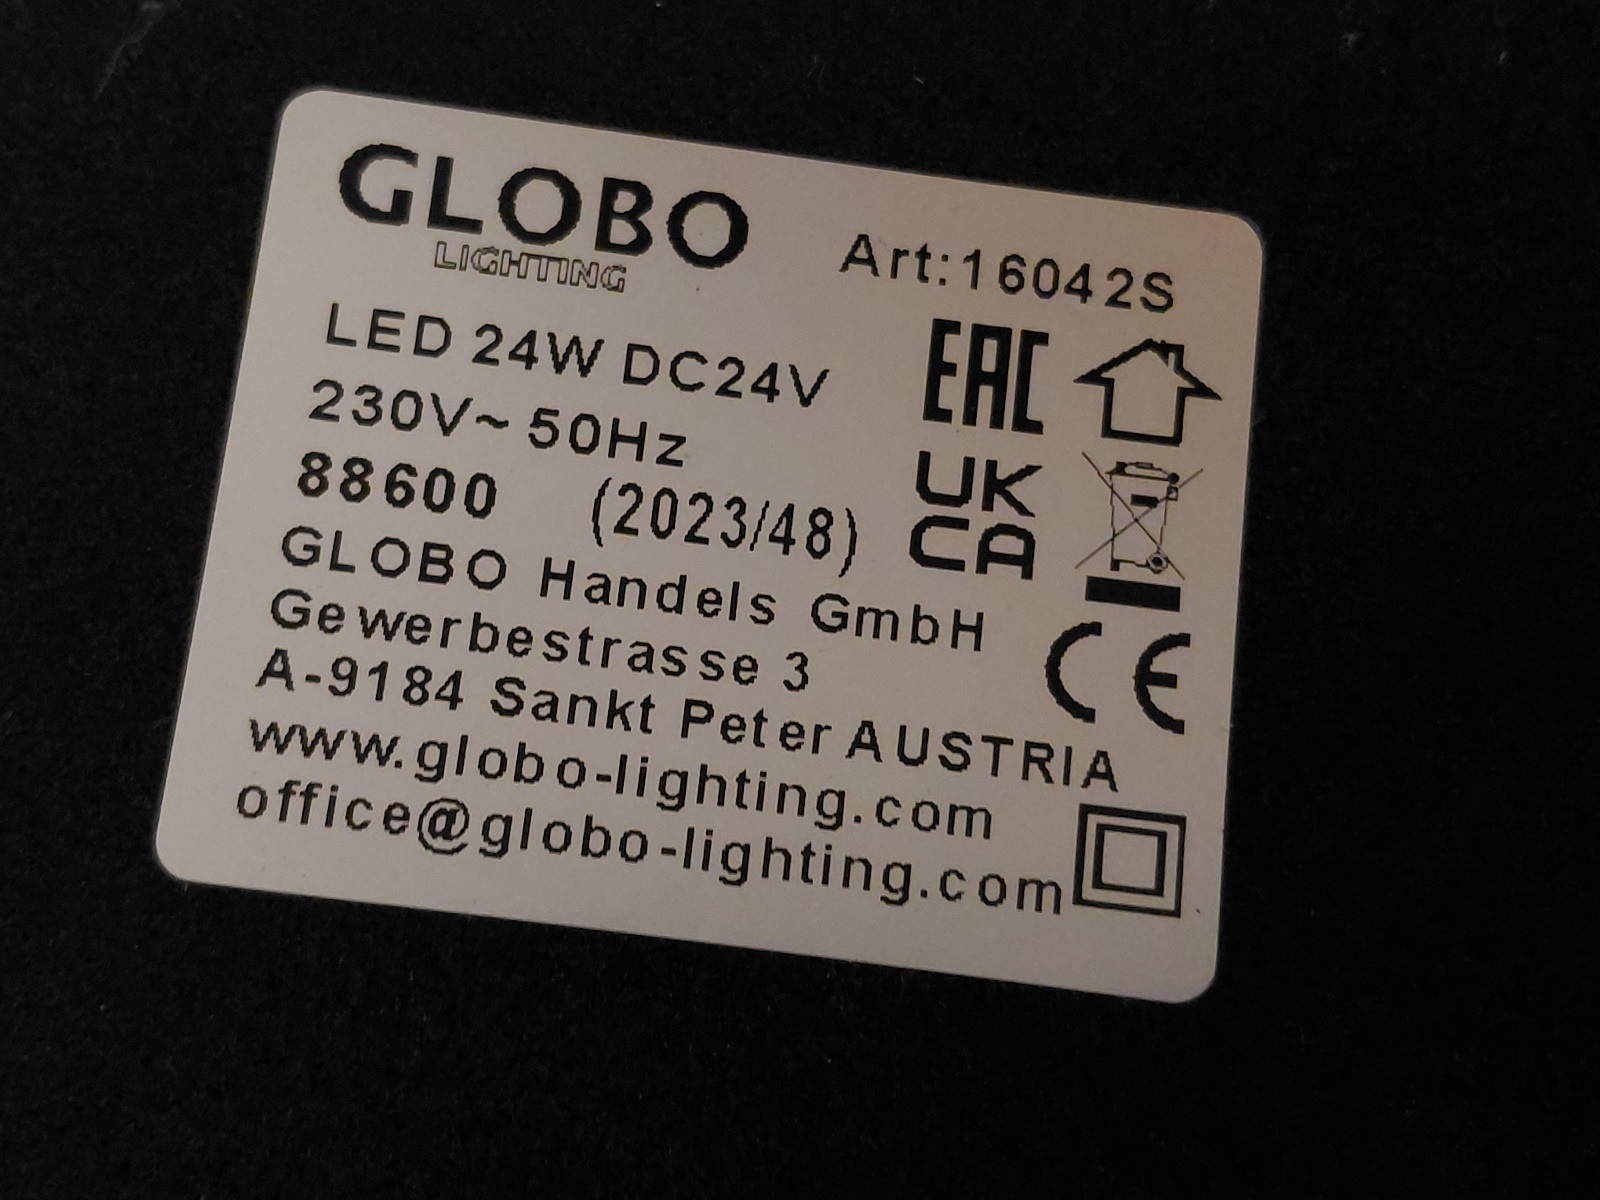 GLOBO
LIGHTING
Art:16042S
LED 24W DC24V
230V~ 50Hz
88600 (2023/48)
GLOBO Handels GmbH
Gewerbestrasse 3
A-9184 Sankt Peter AUSTRIA
www.globo-lighting.com
office@globo-lighting.com
EAC
UK
CA
CE